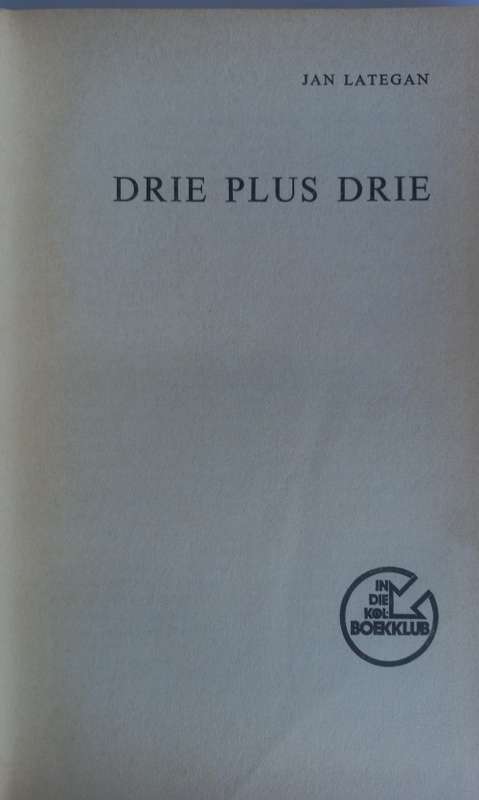 JAN LATEGAN
DRIE PLUS DRIE
IN
DIE
KOL-
BOEKKLUB